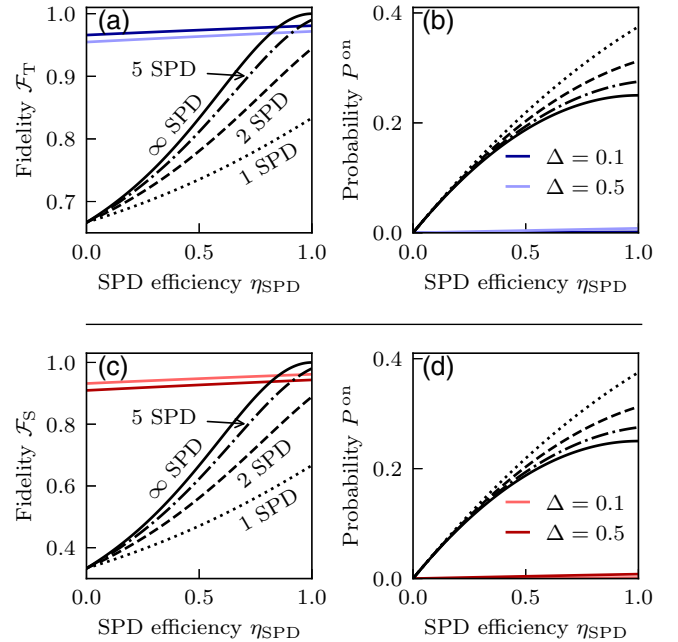 (a)
1.0
0.9
0.8
0.7
Fidelity ℱ_T
5 SPD
∞ SPD
2 SPD
1 SPD
0.0 0.5 1.0
SPD efficiency η_SPD
(b)
0.4
0.2
0.0
Probability P^on
Δ = 0.1
Δ = 0.5
0.0 0.5 1.0
SPD efficiency η_SPD
(c)
1.0
0.8
0.6
0.4
Fidelity ℱ_S
5 SPD
∞ SPD
2 SPD
1 SPD
0.0 0.5 1.0
SPD efficiency η_SPD
(d)
0.4
0.2
0.0
Probability P^on
Δ = 0.1
Δ = 0.5
0.0 0.5 1.0
SPD efficiency η_SPD